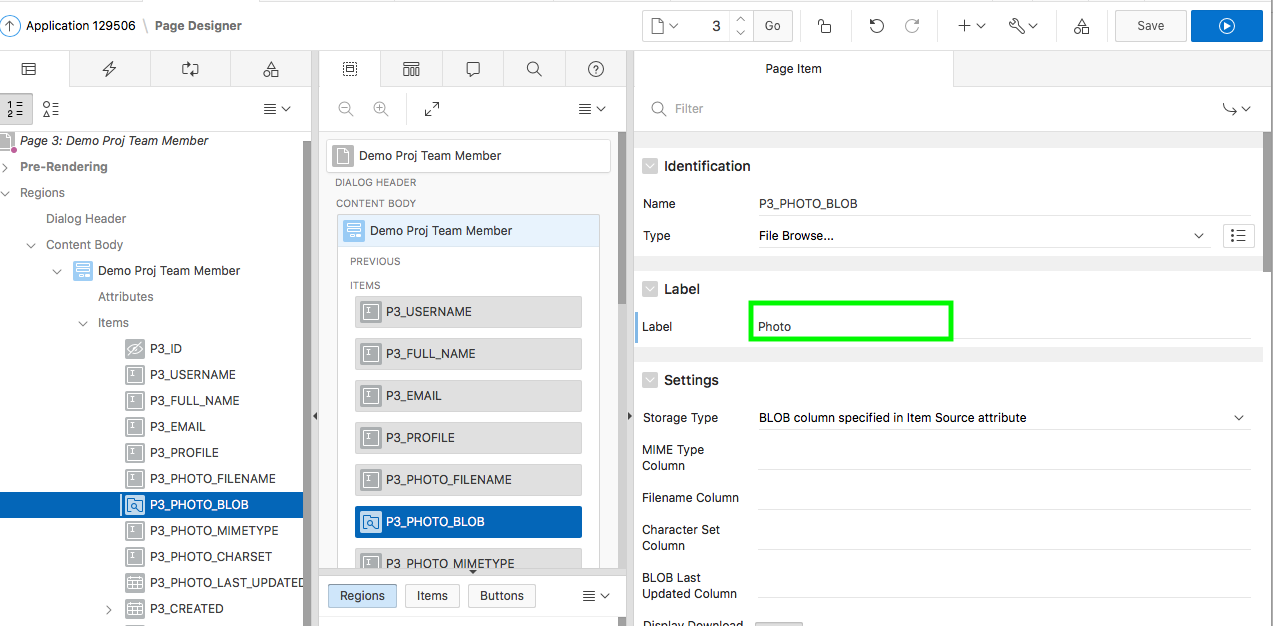 Application 129506 \ Page Designer
3
Go
Save
Page 3: Demo Proj Team Member
Pre-Rendering
Regions
Dialog Header
Content Body
Demo Proj Team Member
Attributes
Items
P3_ID
P3_USERNAME
P3_FULL_NAME
P3_EMAIL
P3_PROFILE
P3_PHOTO_FILENAME
P3_PHOTO_BLOB
P3_PHOTO_MIMETYPE
P3_PHOTO_CHARSET
P3_PHOTO_LAST_UPDATED
P3_CREATED
Demo Proj Team Member
DIALOG HEADER
CONTENT BODY
Demo Proj Team Member
PREVIOUS
ITEMS
P3_USERNAME
P3_FULL_NAME
P3_EMAIL
P3_PROFILE
P3_PHOTO_FILENAME
P3_PHOTO_BLOB
P3_PHOTO_MIMETYPE
Regions
Items
Buttons
Page Item
Filter
Identification
Name P3_PHOTO_BLOB
Type File Browse...
Label
Label Photo
Settings
Storage Type BLOB column specified in Item Source attribute
MIME Type
Column
Filename Column
Character Set
Column
BLOB Last
Updated Column
Display Download